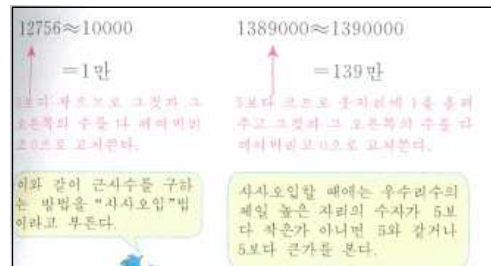 12756≈10000
=1만
5보다 작으므로 그것과 그
오른쪽의 수를 다 떼여버리
고 0으로 고쳐쓴다.
이와 같이 근사수를 구하
는 방법을 “사사오입”법
이라고 부른다.
1389000≈1390000
=139만
5보다 크므로 웃자리에 1을 올려
주고 그것과 그 오른쪽의 수를 다
떼여버리고 0으로 고쳐쓴다.
사사오입할 때에는 우수리수의
제일 높은 자리의 수자가 5보
다 작은가 아니면 5와 같거나
5보다 큰가를 본다.